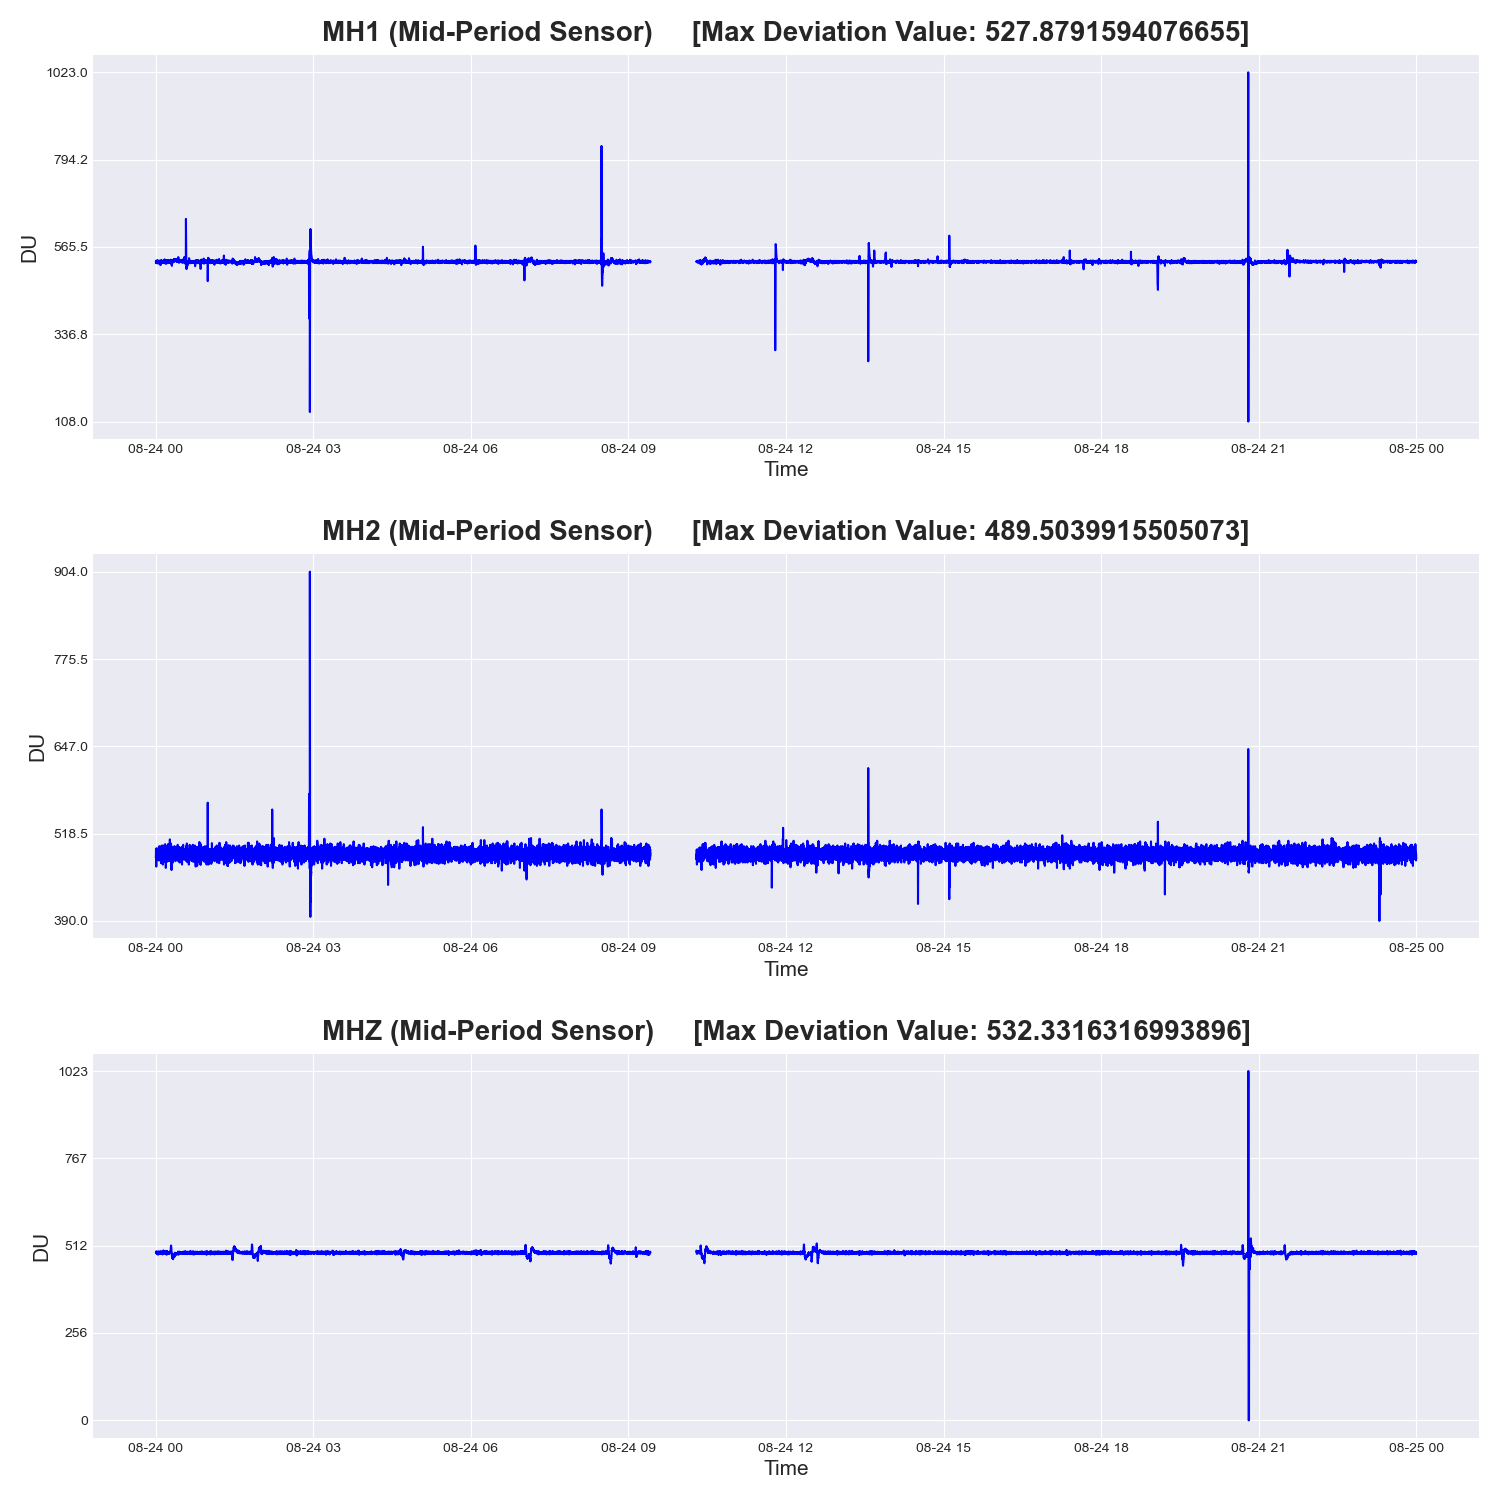 MH1 (Mid-Period Sensor) [Max Deviation Value: 527.8791594076655]
1023.0
794.2
565.5
336.8
108.0
DU
08-24 00 08-24 03 08-24 06 08-24 09 08-24 12 08-24 15 08-24 18 08-24 21 08-25 00
Time
MH2 (Mid-Period Sensor) [Max Deviation Value: 489.5039915505073]
904.0
775.5
647.0
518.5
390.0
DU
08-24 00 08-24 03 08-24 06 08-24 09 08-24 12 08-24 15 08-24 18 08-24 21 08-25 00
Time
MHZ (Mid-Period Sensor) [Max Deviation Value: 532.3316316993896]
1023
767
512
256
0
DU
08-24 00 08-24 03 08-24 06 08-24 09 08-24 12 08-24 15 08-24 18 08-24 21 08-25 00
Time